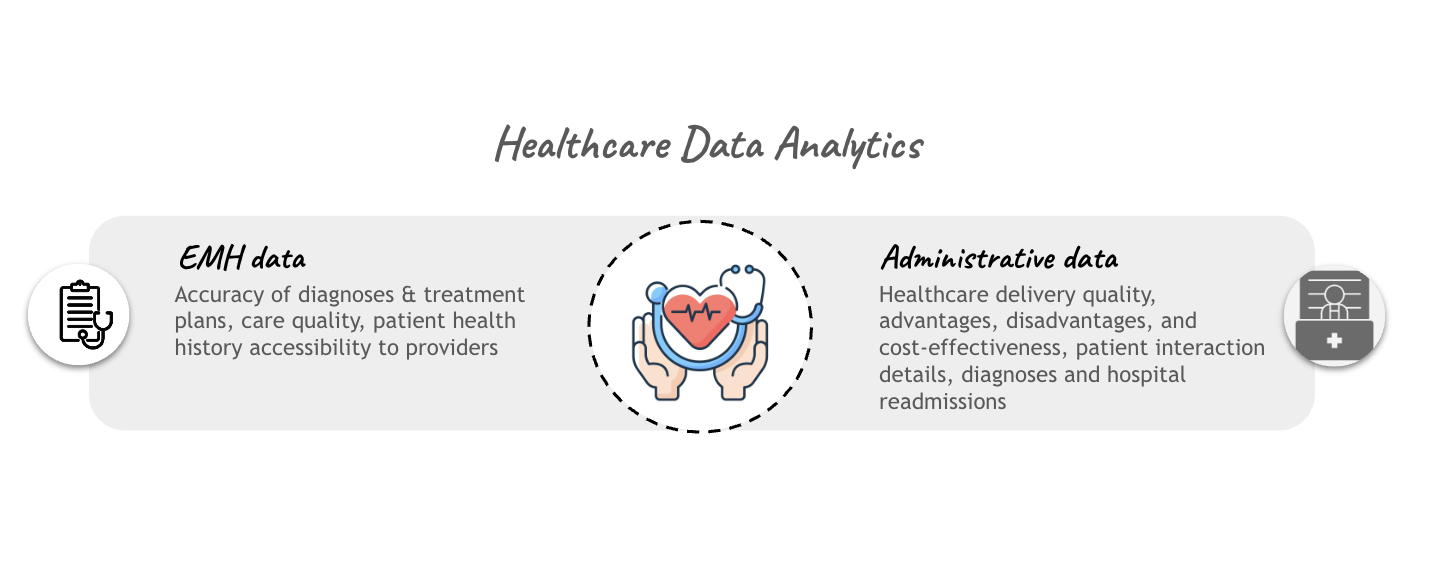 Healthcare Data Analytics
EMH data
Accuracy of diagnoses & treatment
plans, care quality, patient health
history accessibility to providers
Administrative data
Healthcare delivery quality,
advantages, disadvantages, and
cost-effectiveness, patient interaction
details, diagnoses and hospital
readmissions